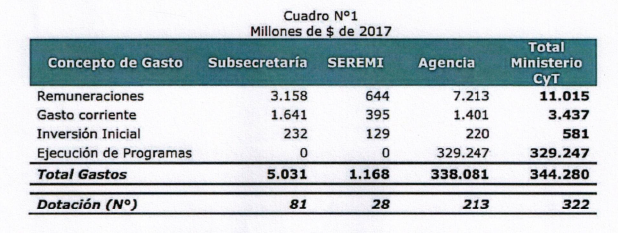 Cuadro N°1
Millones de $ de 2017
Concepto de Gasto Subsecretaría SEREMI Agencia Total Ministerio CyT
Remuneraciones 3.158 644 7.213 11.015
Gasto corriente 1.641 395 1.401 3.437
Inversión Inicial 232 129 220 581
Ejecución de Programas 0 0 329.247 329.247
Total Gastos 5.031 1.168 338.081 344.280
Dotación (N°) 81 28 213 322